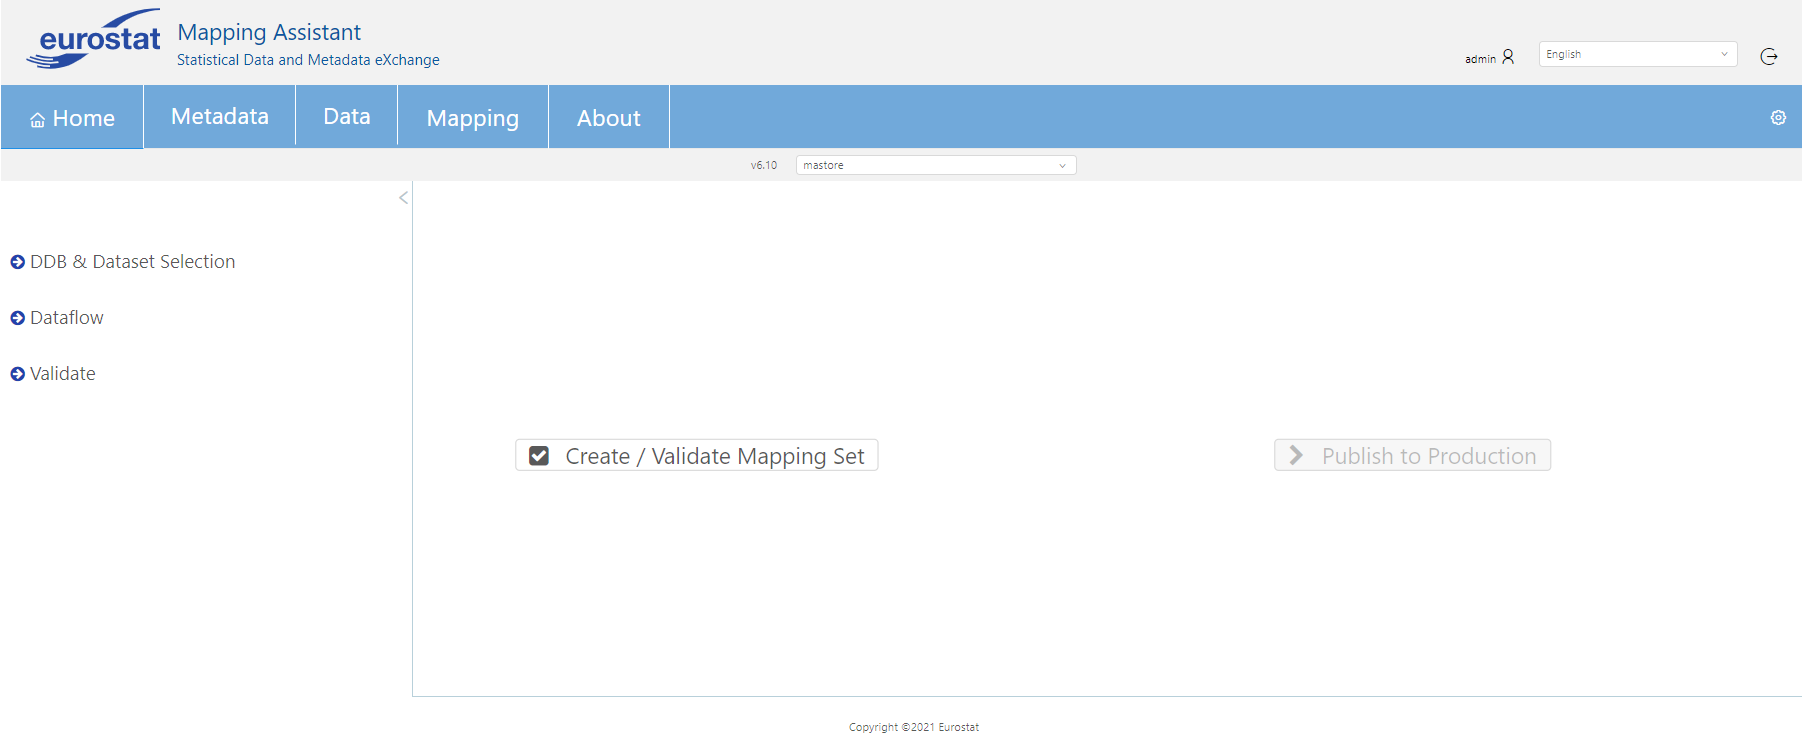 eurostat
Mapping Assistant
Statistical Data and Metadata eXchange
admin
English
Home
Metadata
Data
Mapping
About
v6.10
mastore
DDB & Dataset Selection
Dataflow
Validate
Create / Validate Mapping Set
Publish to Production
Copyright ©2021 Eurostat